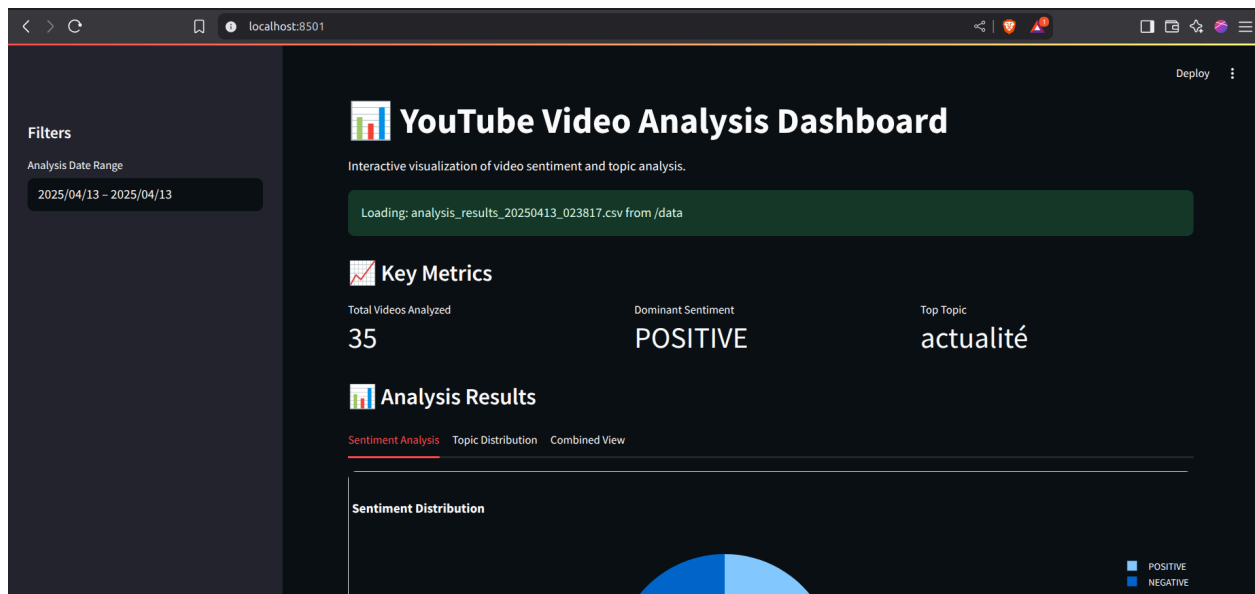 localhost:8501
1
Deploy
Filters
Analysis Date Range
2025/04/13 – 2025/04/13
YouTube Video Analysis Dashboard
Interactive visualization of video sentiment and topic analysis.
Loading: analysis_results_20250413_023817.csv from /data
Key Metrics
Total Videos Analyzed
35
Dominant Sentiment
POSITIVE
Top Topic
actualité
Analysis Results
Sentiment Analysis Topic Distribution Combined View
Sentiment Distribution
POSITIVE
NEGATIVE